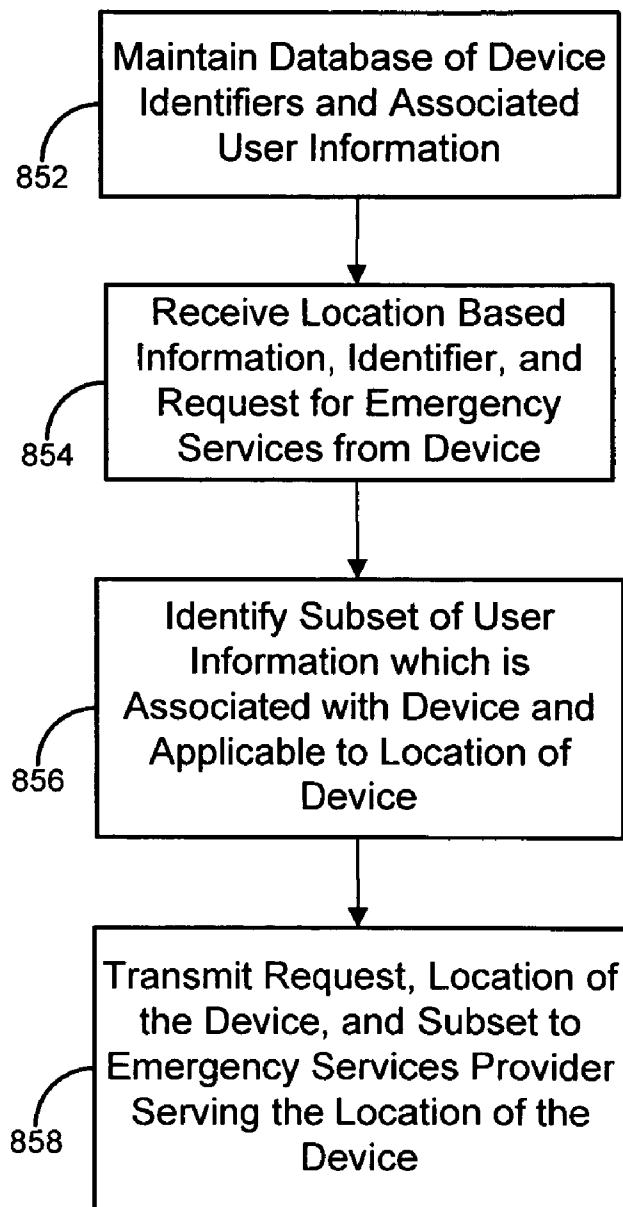 Maintain Database of Device
Identifiers and Associated
User Information
852
Receive Location Based
Information, Identifier, and
Request for Emergency
Services from Device
854
Identify Subset of User
Information which is
Associated with Device and
Applicable to Location of
Device
856
Transmit Request, Location of
the Device, and Subset to
Emergency Services Provider
Serving the Location of the
Device
858